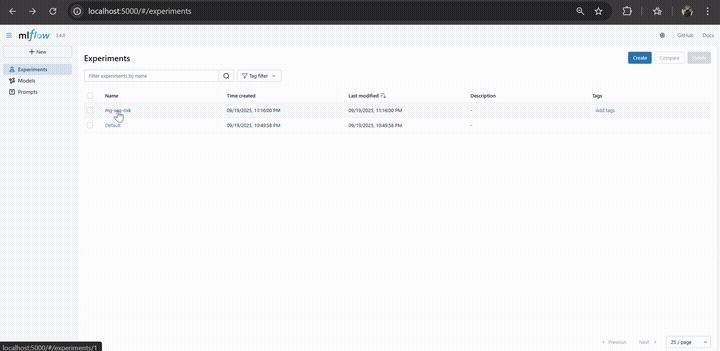 localhost:5000/#/experiments
mlflow 3.4.0
GitHub Docs
+ New
Experiments
Models
Prompts
Experiments
Create Compare Delete
Filter experiments by name
Tag filter
Name Time created Last modified Description Tags
09/19/2025, 11:16:00 PM 09/19/2025, 11:16:00 PM - Add tags
Default 09/19/2025, 10:49:58 PM 09/19/2025, 10:49:58 PM -
Previous Next 25 / page
localhost:5000/#/experiments/1